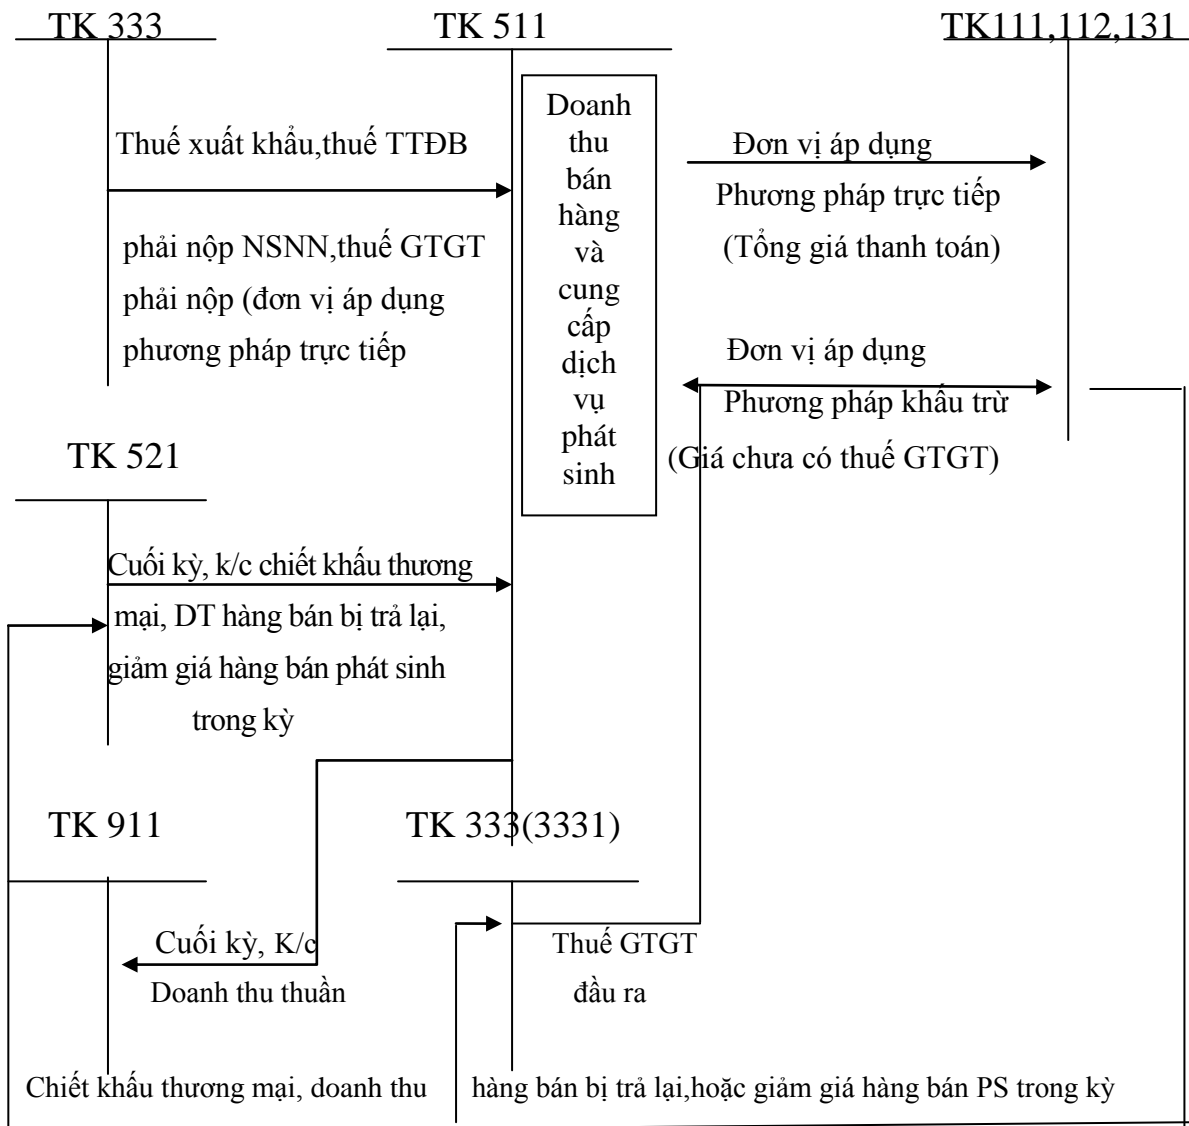 TK 333
TK 511
TK111,112,131
Thuế xuất khẩu,thuế TTĐB
phải nộp NSNN,thuế GTGT
phải nộp (đơn vị áp dụng
phương pháp trực tiếp
Doanh
thu
bán
hàng
và
cung
cấp
dịch
vụ
phát
sinh
Đơn vị áp dụng
Phương pháp trực tiếp
(Tổng giá thanh toán)
Đơn vị áp dụng
Phương pháp khấu trừ
(Giá chưa có thuế GTGT)
TK 521
Cuối kỳ, k/c chiết khấu thương
mại, DT hàng bán bị trả lại,
giảm giá hàng bán phát sinh
trong kỳ
TK 911
TK 333(3331)
Cuối kỳ, K/c
Doanh thu thuần
Thuế GTGT
đầu ra
Chiết khấu thương mại, doanh thu hàng bán bị trả lại,hoặc giảm giá hàng bán PS trong kỳ